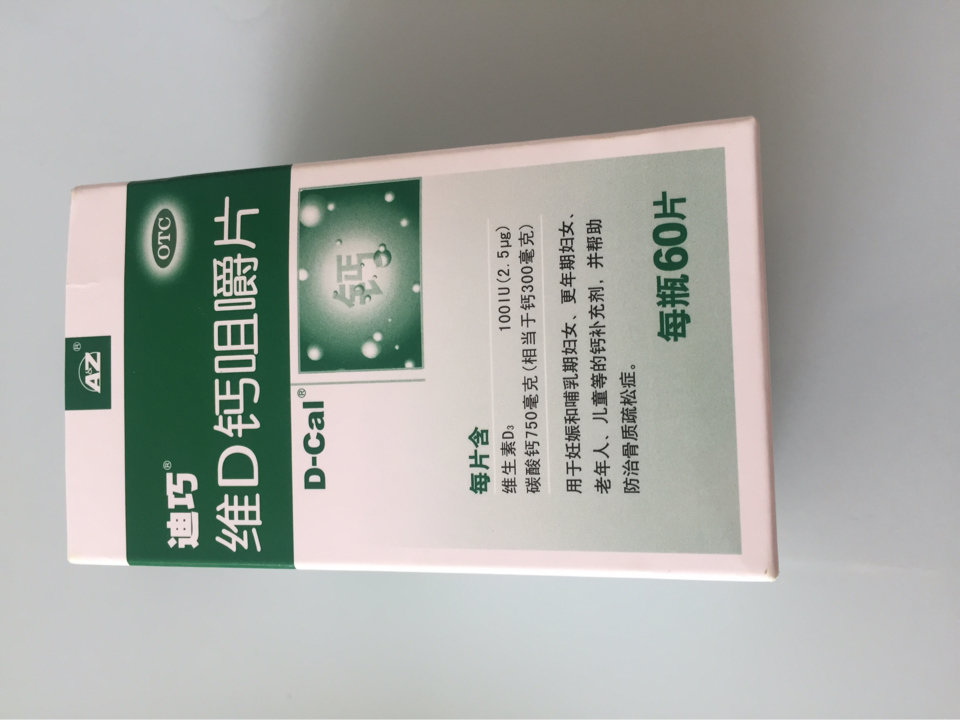 A-Z®
OTC
迪巧®
维D钙咀嚼片
D-Cal®
钙
每片含
维生素D₃ 100IU(2.5μg)
碳酸钙750毫克(相当于钙300毫克)
用于妊娠和哺乳期妇女、更年期妇女、
老年人、儿童等的钙补充剂，并帮助
防治骨质疏松症。
每瓶60片